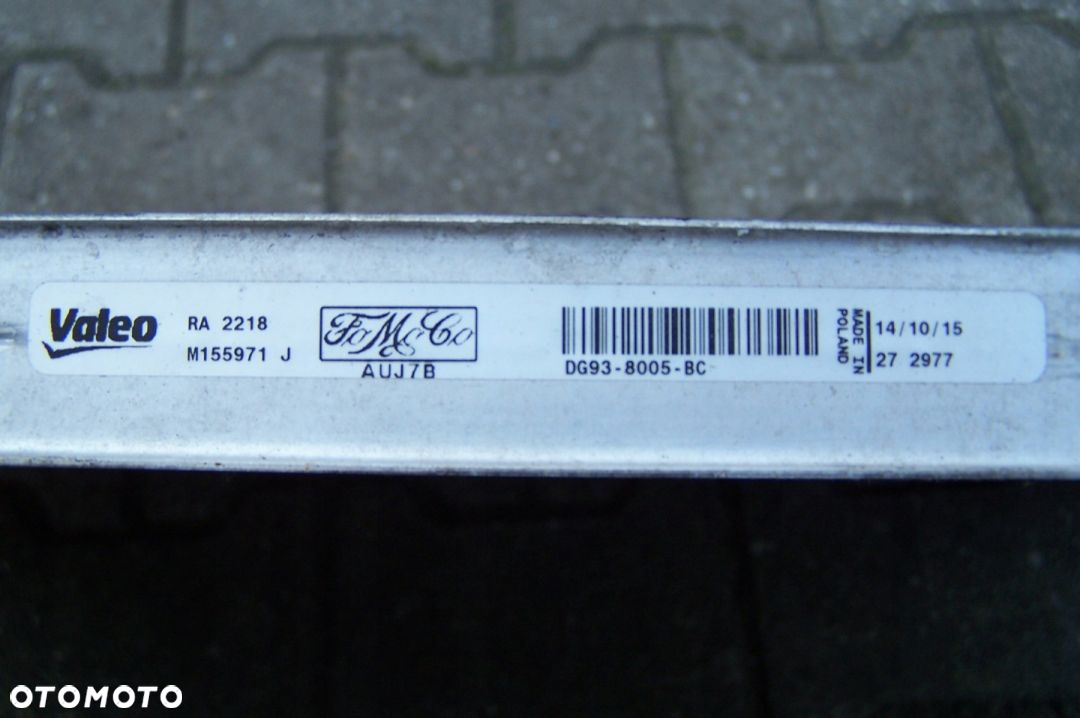 Valeo
RA 2218
M155971 J
FoMoCo
AUJ7B
DG93-8005-BC
MADE IN
POLAND
14/10/15
27 2977
OTOMOTO